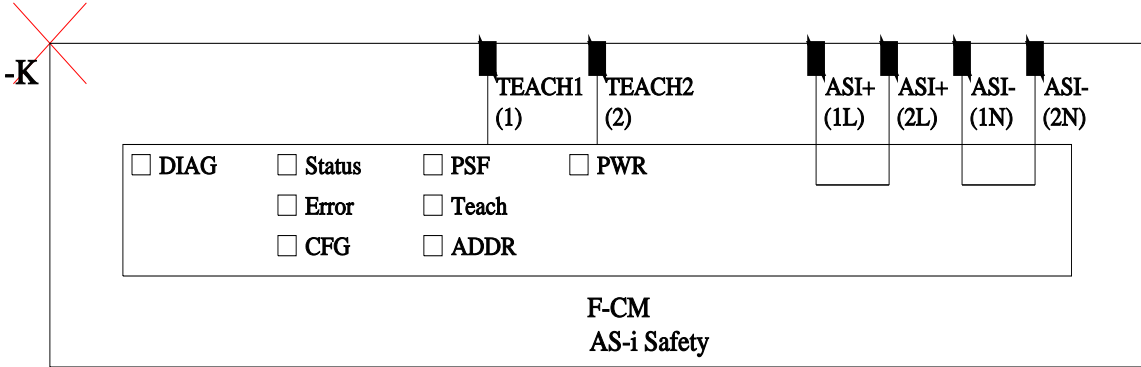 -K
TEACH1 TEACH2 ASI+ ASI+ ASI- ASI-
(1) (2) (1L) (2L) (1N) (2N)
DIAG Status PSF PWR
Error Teach
CFG ADDR
F-CM
AS-i Safety